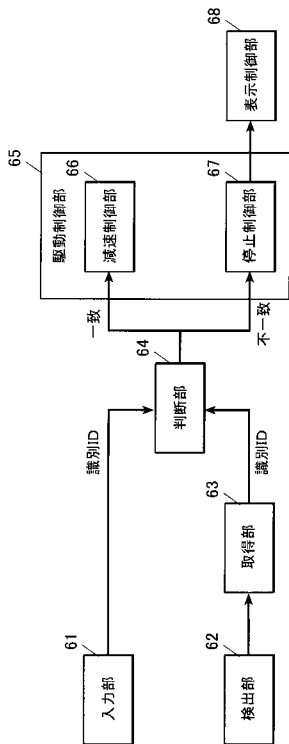 61
入力部
識別ID
62
検出部
63
取得部
識別ID
64
判断部
一致
不一致
65
駆動制御部
66
減速制御部
67
停止制御部
68
表示制御部